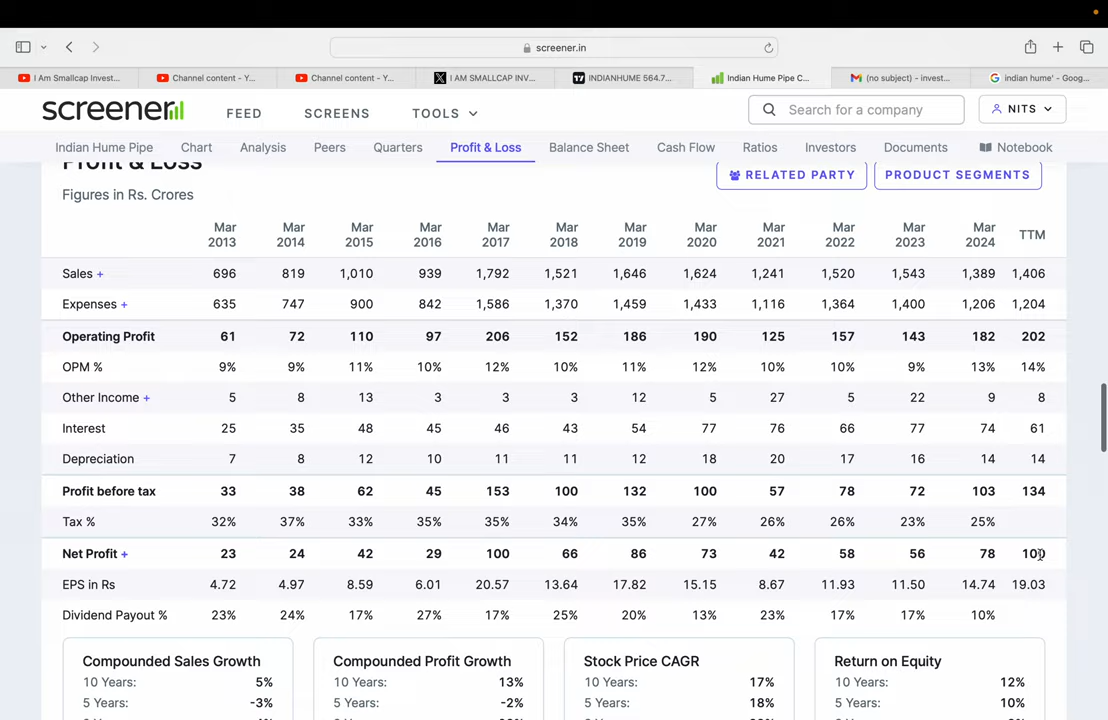 screener.in
I Am Smallcap Invest...
Channel content - Y...
Channel content - Y...
I AM SMALLCAP INV...
INDIANHUME 564.7...
Indian Hume Pipe C...
(no subject) - invest...
indian hume' - Goog...
screener FEED SCREENS TOOLS Search for a company NITS
Indian Hume Pipe Chart Analysis Peers Quarters Profit & Loss Balance Sheet Cash Flow Ratios Investors Documents Notebook
Profit & Loss
RELATED PARTY PRODUCT SEGMENTS
Figures in Rs. Crores
Mar 2013 Mar 2014 Mar 2015 Mar 2016 Mar 2017 Mar 2018 Mar 2019 Mar 2020 Mar 2021 Mar 2022 Mar 2023 Mar 2024 TTM
Sales + 696 819 1,010 939 1,792 1,521 1,646 1,624 1,241 1,520 1,543 1,389 1,406
Expenses + 635 747 900 842 1,586 1,370 1,459 1,433 1,116 1,364 1,400 1,206 1,204
Operating Profit 61 72 110 97 206 152 186 190 125 157 143 182 202
OPM % 9% 9% 11% 10% 12% 10% 11% 12% 10% 10% 9% 13% 14%
Other Income + 5 8 13 3 3 3 12 5 27 5 22 9 8
Interest 25 35 48 45 46 43 54 77 76 66 77 74 61
Depreciation 7 8 12 10 11 11 12 18 20 17 16 14 14
Profit before tax 33 38 62 45 153 100 132 100 57 78 72 103 134
Tax % 32% 37% 33% 35% 35% 34% 35% 27% 26% 26% 23% 25%
Net Profit + 23 24 42 29 100 66 86 73 42 58 56 78 100
EPS in Rs 4.72 4.97 8.59 6.01 20.57 13.64 17.82 15.15 8.67 11.93 11.50 14.74 19.03
Dividend Payout % 23% 24% 17% 27% 17% 25% 20% 13% 23% 17% 17% 10%
Compounded Sales Growth Compounded Profit Growth Stock Price CAGR Return on Equity
10 Years: 5% 10 Years: 13% 10 Years: 17% 10 Years: 12%
5 Years: -3% 5 Years: -2% 5 Years: 18% 5 Years: 10%